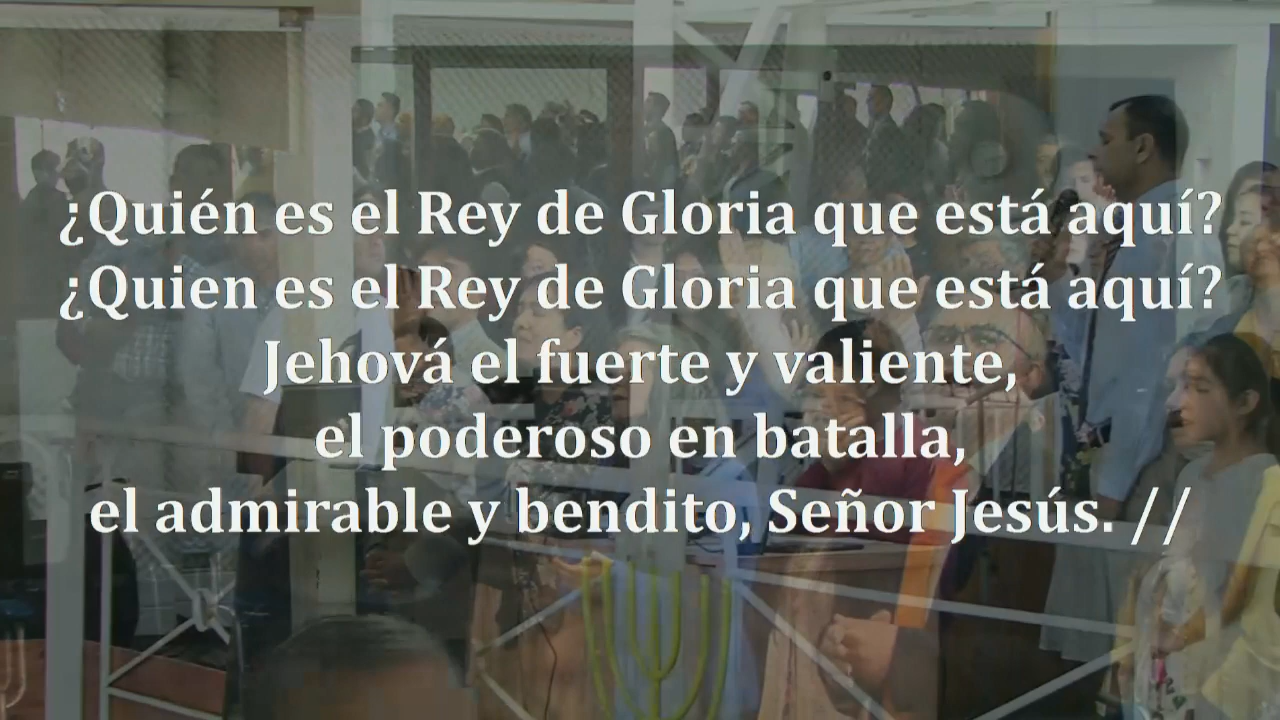 ¿Quién es el Rey de Gloria que está aquí?
¿Quien es el Rey de Gloria que está aquí?
Jehová el fuerte y valiente,
el poderoso en batalla,
el admirable y bendito, Señor Jesús. //